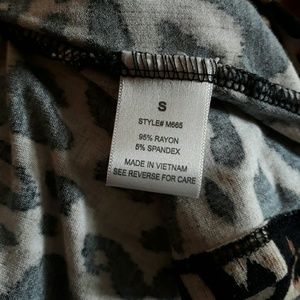 S
STYLE# M665
95% RAYON
5% SPANDEX
MADE IN VIETNAM
SEE REVERSE FOR CARE